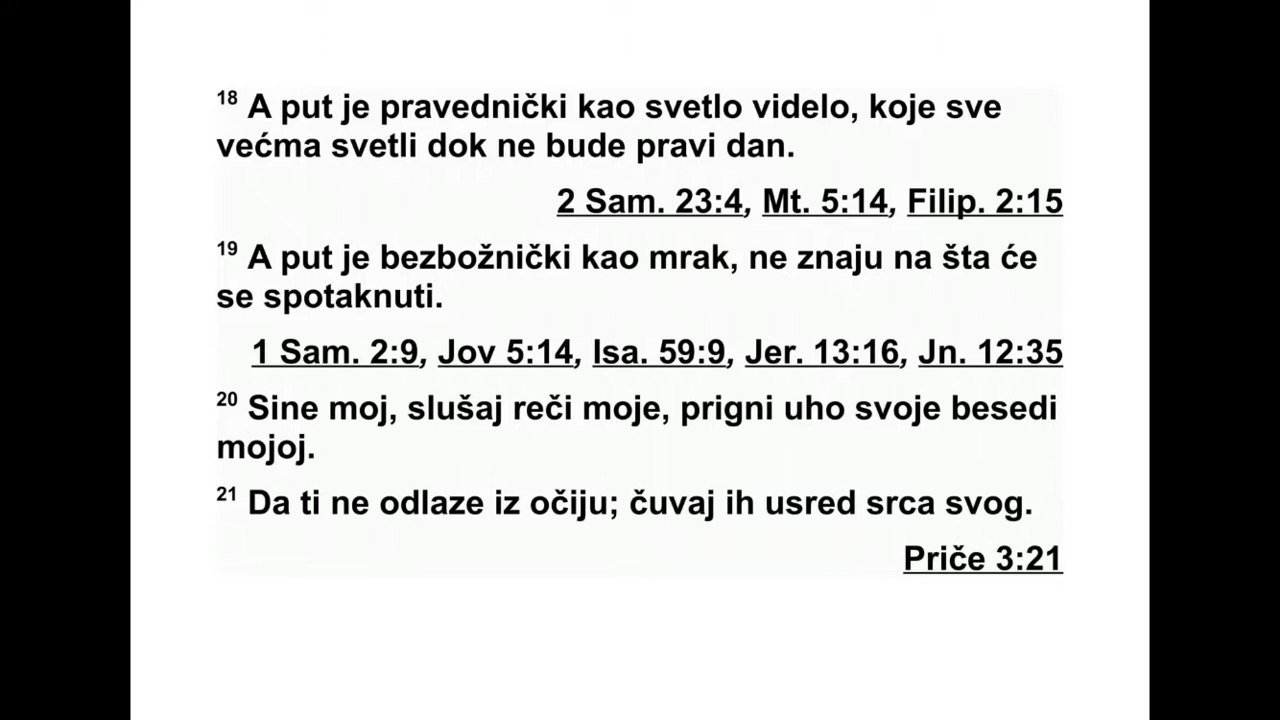 18 A put je pravednički kao svetlo videlo, koje sve
većma svetli dok ne bude pravi dan.
2 Sam. 23:4, Mt. 5:14, Filip. 2:15
19 A put je bezbožnički kao mrak, ne znaju na šta će
se spotaknuti.
1 Sam. 2:9, Jov 5:14, Isa. 59:9, Jer. 13:16, Jn. 12:35
20 Sine moj, slušaj reči moje, prigni uho svoje besedi
mojoj.
21 Da ti ne odlaze iz očiju; čuvaj ih usred srca svog.
Priče 3:21